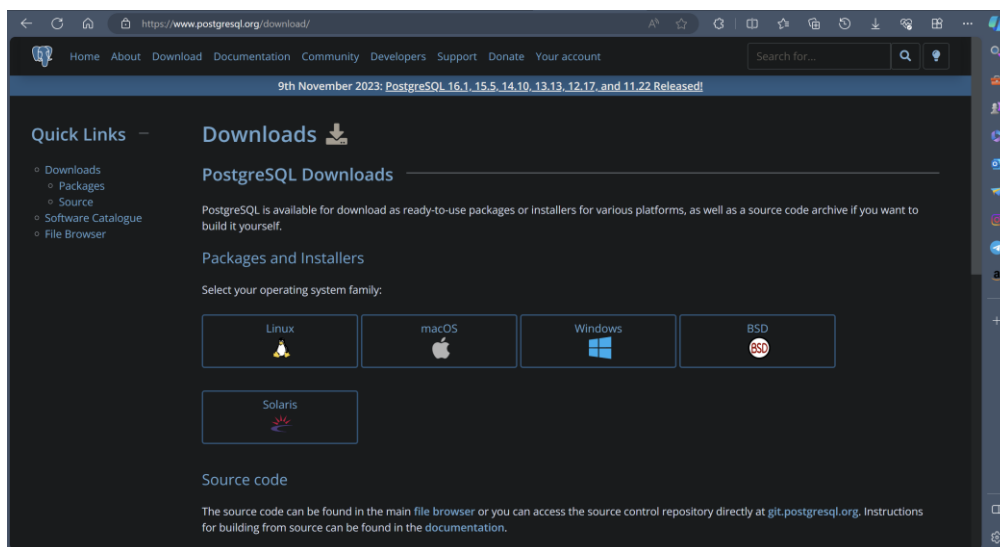 https://www.postgresql.org/download/
Home About Download Documentation Community Developers Support Donate Your account
Search for...
9th November 2023: PostgreSQL 16.1, 15.5, 14.10, 13.13, 12.17, and 11.22 Released!
Quick Links
Downloads
Packages
Source
Software Catalogue
File Browser
Downloads
PostgreSQL Downloads
PostgreSQL is available for download as ready-to-use packages or installers for various platforms, as well as a source code archive if you want to
build it yourself.
Packages and Installers
Select your operating system family:
Linux
macOS
Windows
BSD
BSD
Solaris
Source code
The source code can be found in the main file browser or you can access the source control repository directly at git.postgresql.org. Instructions
for building from source can be found in the documentation.